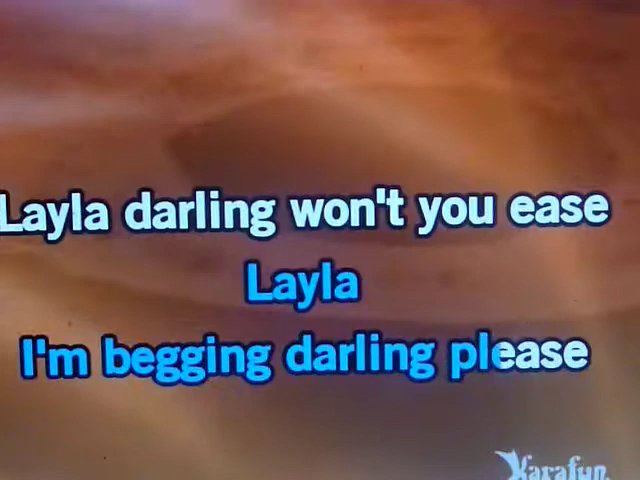 Layla darling won't you ease
Layla
I'm begging darling please
Karafun